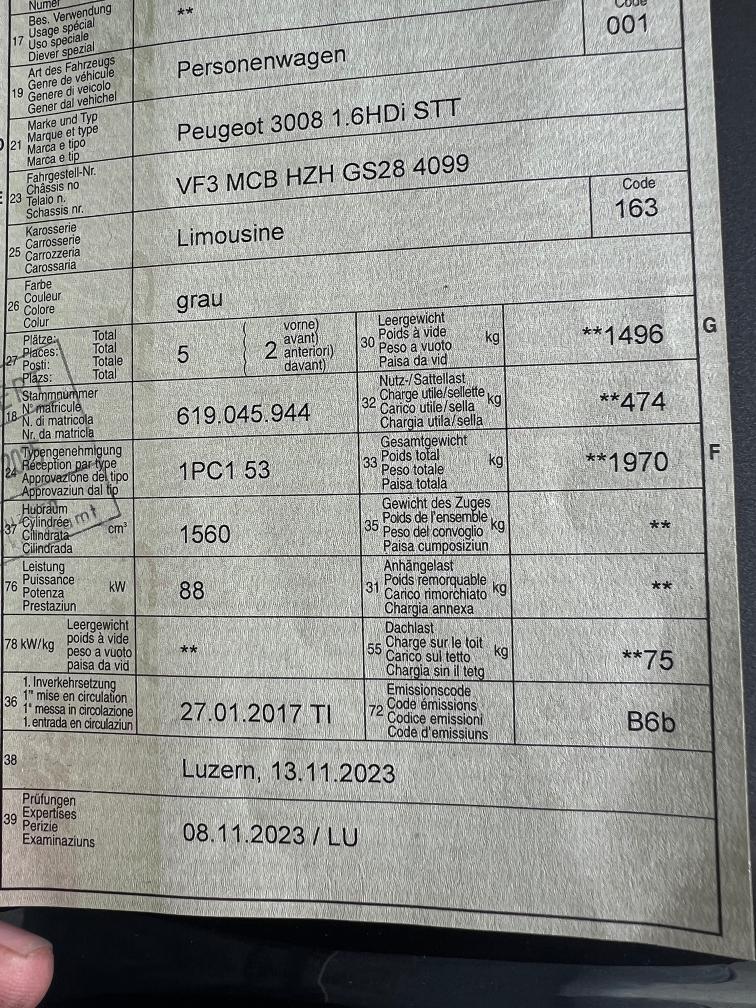 Numer
Bes. Verwendung
17 Usage spécial
Uso speciale
Diever spezial
**
Code
001
Art des Fahrzeugs
19 Genre de véhicule
Genere di veicolo
Gener dal vehichel
Personenwagen
Marke und Typ
21 Marque et type
Marca e tipo
Marca e tip
Peugeot 3008 1.6HDi STT
Fahrgestell-Nr.
23 Châssis no
Telaio n.
Schassis nr.
VF3 MCB HZH GS28 4099
Karosserie
25 Carrosserie
Carrozzeria
Carossaria
Limousine
Code
163
Farbe
26 Couleur
Colore
Colur
grau
Plätze: Total
27 Places: Total
Posti: Totale
Plazs: Total
5
vorne)
avant)
2 anteriori)
davant)
Leergewicht
30 Poids à vide kg
Peso a vuoto
Paisa da vid
**1496
G
Stammnummer
18 N° matricule
N. di matricola
Nr. da matricla
619.045.944
Nutz-/Sattellast
32 Charge utile/sellette kg
Carico utile/sella
Chargia utila/sella
**474
Typengenehmigung
24 Réception par type
Approvazione del tipo
Approvaziun dal tip
1PC1 53
Gesamtgewicht
33 Poids total kg
Peso totale
Paisa totala
**1970
F
Hubraum
37 Cylindrée cm³
Cilindrata
Cilindrada
1560
Gewicht des Zuges
35 Poids de l'ensemble kg
Peso del convoglio
Paisa cumposiziun
**
Leistung
76 Puissance kW
Potenza
Prestaziun
88
Anhängelast
31 Poids remorquable kg
Carico rimorchiato
Chargia annexa
**
Leergewicht
78 kW/kg poids à vide
peso a vuoto
paisa da vid
**
Dachlast
55 Charge sur le toit kg
Carico sul tetto
Chargia sin il tetg
**75
1. Inverkehrsetzung
36 1re mise en circulation
1a messa in circolazione
1. entrada en circulaziun
27.01.2017 TI
Emissionscode
72 Code émissions
Codice emissioni
Code d'emissiuns
B6b
38
Luzern, 13.11.2023
Prüfungen
39 Expertises
Perizie
Examinaziuns
08.11.2023 / LU